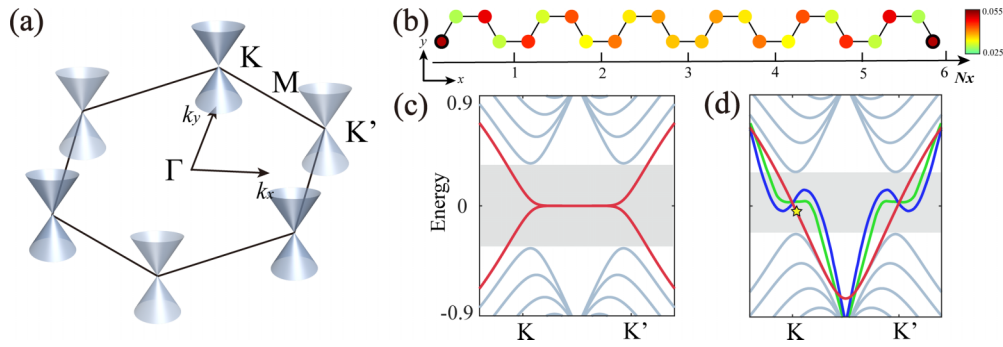 (a)
K
M
K’
ky
Γ
kx
(b)
y
x
1
2
3
4
5
6
Nx
0.055
0.025
(c)
0.9
0
-0.9
Energy
K
K’
(d)
K
K’